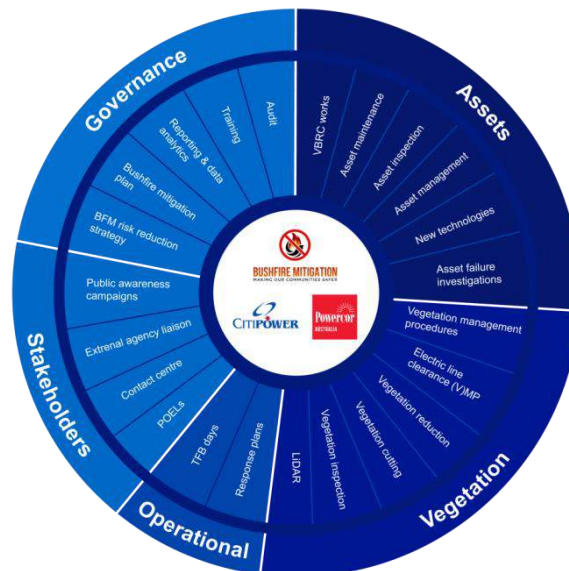 Governance
Audit
Training
Reporting & data
analytics
Bushfire mitigation
plan
BFM risk reduction
strategy
Assets
VBRC works
Asset maintenance
Asset inspection
Asset management
New technologies
Asset failure
investigations
Vegetation
Vegetation management
procedures
Electric line
clearance (V)MP
Vegetation reduction
Vegetation cutting
Vegetation inspection
LiDAR
Operational
Response plans
TFB days
Stakeholders
POELs
Contact centre
Extrenal agency liaison
Public awareness
campaigns
BUSHFIRE MITIGATION
MAKING OUR COMMUNITIES SAFER
CITIPOWER
Powercor
AUSTRALIA